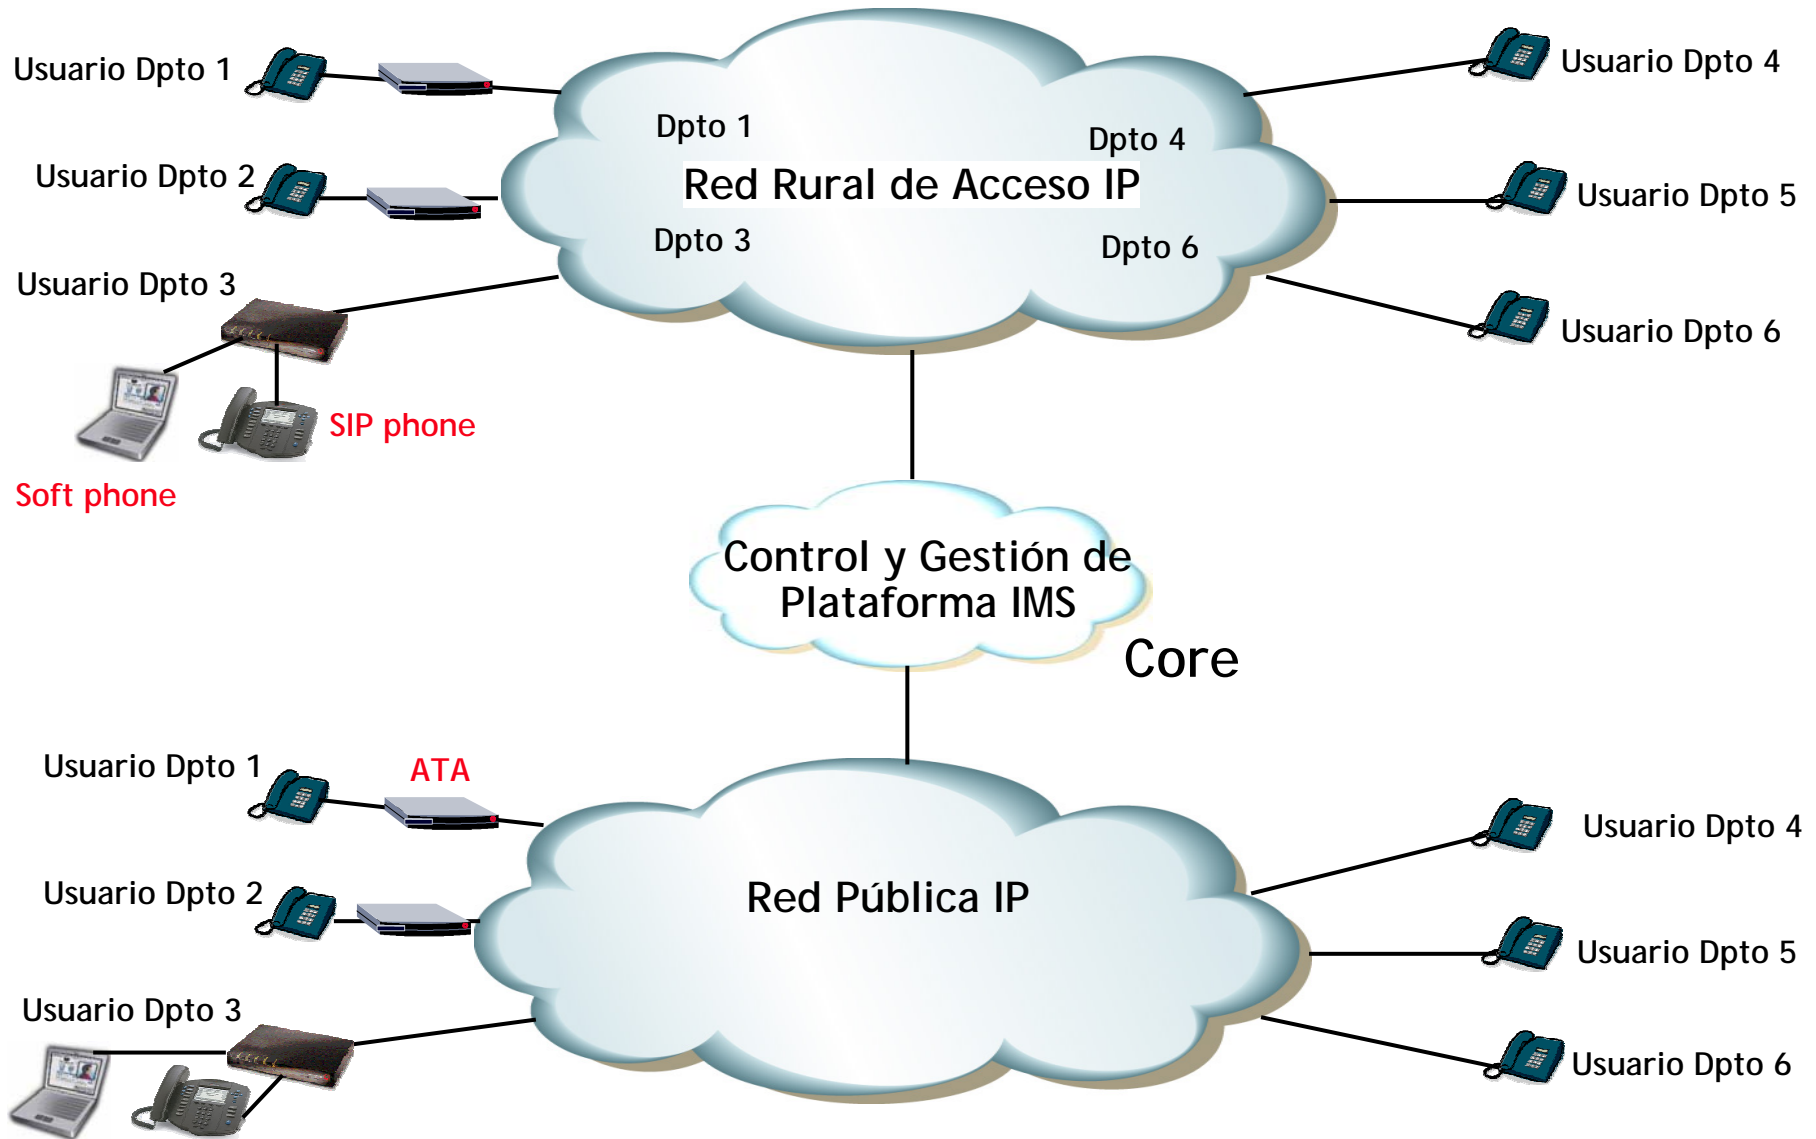 Usuario Dpto 1
Usuario Dpto 4
Dpto 1
Dpto 4
Usuario Dpto 2
Red Rural de Acceso IP
Usuario Dpto 5
Dpto 3
Dpto 6
Usuario Dpto 3
Usuario Dpto 6
SIP phone
Soft phone
Control y Gestión de
Plataforma IMS
Core
Usuario Dpto 1
ATA
Usuario Dpto 4
Usuario Dpto 2
Red Pública IP
Usuario Dpto 5
Usuario Dpto 3
Usuario Dpto 6